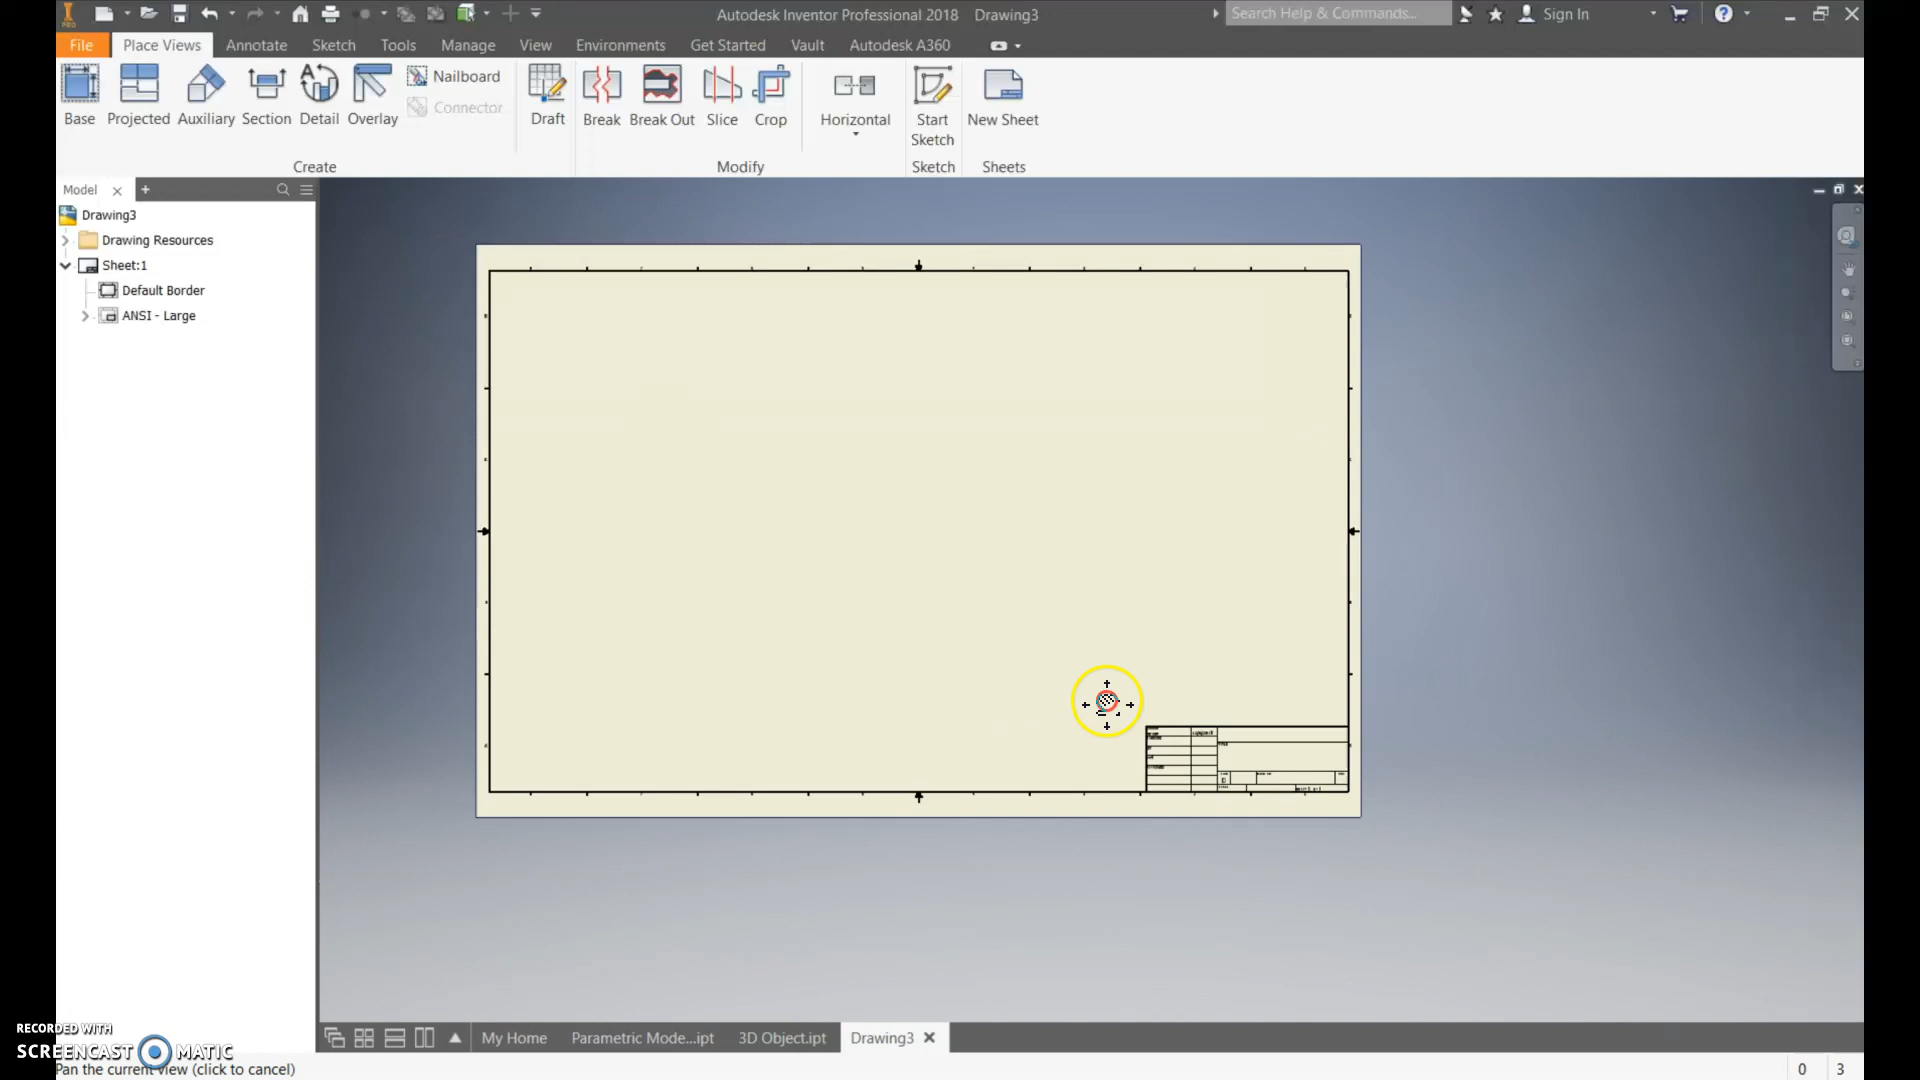 PRO
Autodesk Inventor Professional 2018 Drawing3
Search Help & Commands...
Sign In
File Place Views Annotate Sketch Tools Manage View Environments Get Started Vault Autodesk A360
Base Projected Auxiliary Section Detail Overlay
Nailboard
Connector
Draft Break Break Out Slice Crop Horizontal
Start Sketch
New Sheet
Create Modify Sketch Sheets
Model
Drawing3
Drawing Resources
Sheet:1
Default Border
ANSI - Large
My Home Parametric Mode...ipt 3D Object.ipt Drawing3
RECORDED WITH
SCREENCAST MATIC
Pan the current view (click to cancel)
0 3